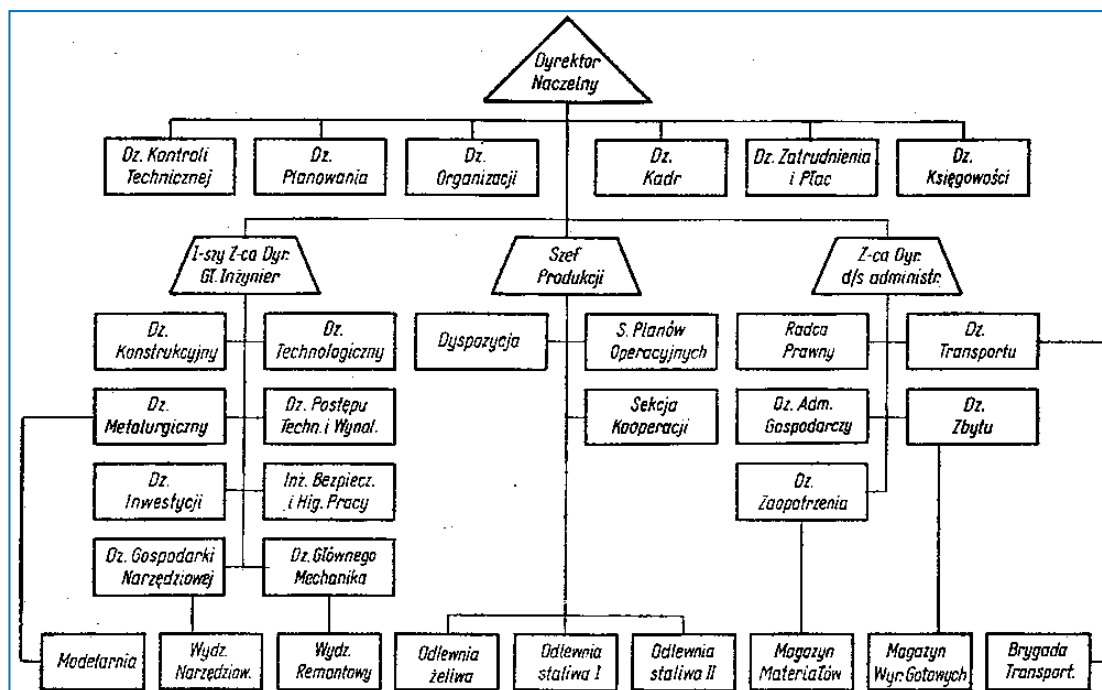 Dyrektor
Naczelny
Dz. Kontroli
Technicznej
Dz.
Planowania
Dz.
Organizacji
Dz.
Kadr
Dz. Zatrudnienia
i Płac
Dz.
Księgowości
I-szy Z-ca Dyr.
Gł. Inżynier
Szef
Produkcji
Z-ca Dyr.
d/s administr.
Dz.
Konstrukcyjny
Dz.
Technologiczny
Dyspozycja
S. Planów
Operacyjnych
Radca
Prawny
Dz.
Transportu
Dz.
Metalurgiczny
Dz. Postępu
Techn. i Wynal.
Sekcja
Kooperacji
Dz. Adm.
Gospodarczy
Dz.
Zbytu
Dz.
Inwestycji
Inż. Bezpiecz.
i Hig. Pracy
Dz.
Zaopatrzenia
Dz. Gospodarki
Narzędziowej
Dz. Głównego
Mechanika
Modelarnia
Wydz.
Narzędziow.
Wydz.
Remontowy
Odlewnia
żeliwa
Odlewnia
staliwa I
Odlewnia
staliwa II
Magazyn
Materiałów
Magazyn
Wyr. Gotowych
Brygada
Transport.